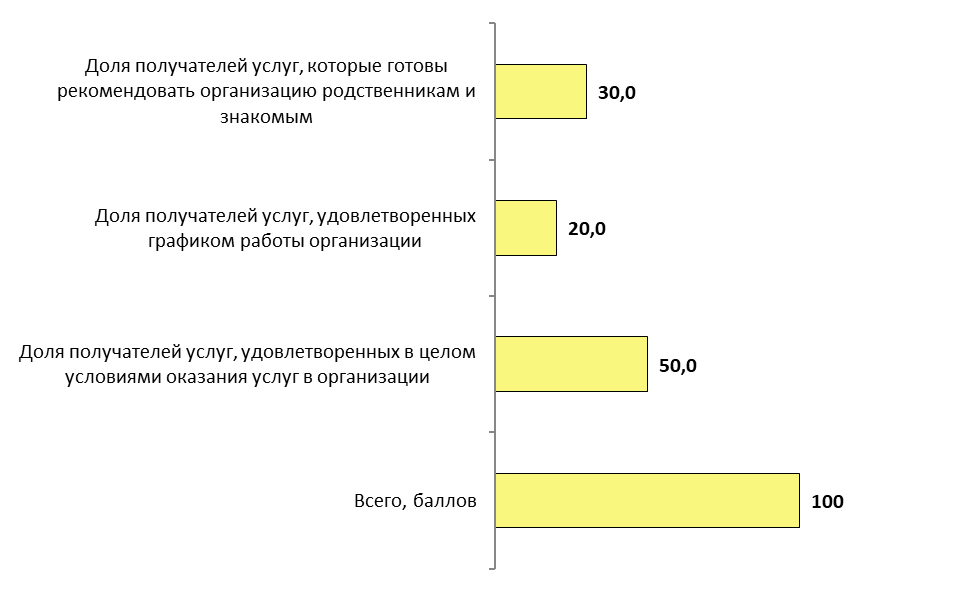 Доля получателей услуг, которые готовы
рекомендовать организацию родственникам и
знакомым
30,0
Доля получателей услуг, удовлетворенных
графиком работы организации
20,0
Доля получателей услуг, удовлетворенных в целом
условиями оказания услуг в организации
50,0
Всего, баллов
100